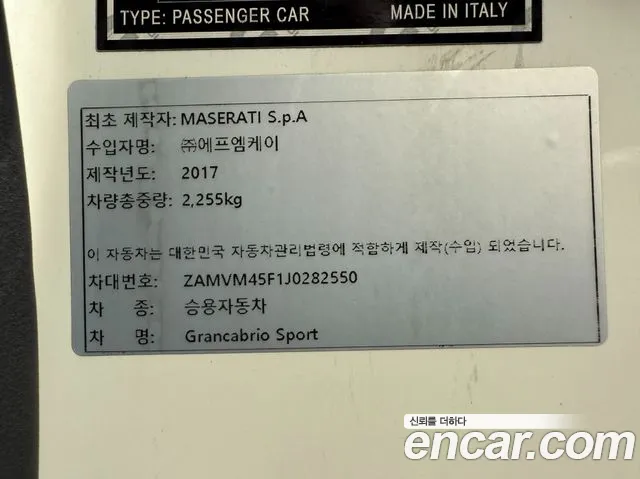 TYPE: PASSENGER CAR MADE IN ITALY
최초 제작자: MASERATI S.p.A
수입자명: ㈜에프엠케이
제작년도: 2017
차량총중량: 2,255kg
이 자동차는 대한민국 자동차관리법령에 적합하게 제작(수입) 되었습니다.
차대번호: ZAMVM45F1J0282550
차 종: 승용자동차
차 명: Grancabrio Sport
신뢰를 더하다
encar.com